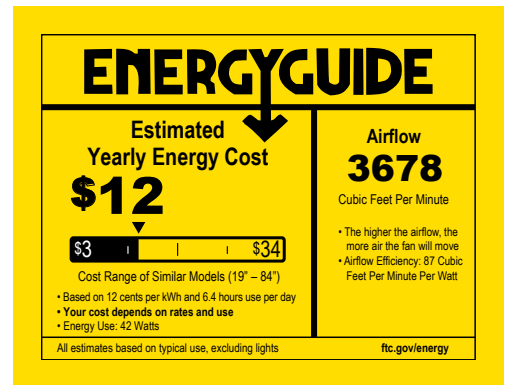 ENERGYGUIDE
Estimated
Yearly Energy Cost
$12
$3
$34
Cost Range of Similar Models (19" – 84")
• Based on 12 cents per kWh and 6.4 hours use per day
• Your cost depends on rates and use
• Energy Use: 42 Watts
Airflow
3678
Cubic Feet Per Minute
• The higher the airflow, the
more air the fan will move
• Airflow Efficiency: 87 Cubic
Feet Per Minute Per Watt
All estimates based on typical use, excluding lights
ftc.gov/energy